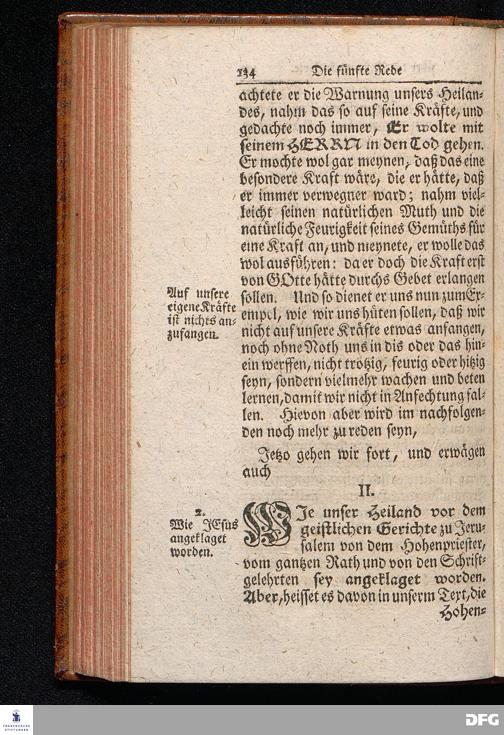 134 Die fünfte Rede
achtete er die Warnung unsers Heilan-
des, nahm das so auf seine Kräfte, und
gedachte noch immer, Er wolte mit
seinem HERRN in den Tod gehen.
Er mochte wol gar meynen, daß das eine
besondere Kraft wäre, die er hätte, daß
er immer verwegner ward; nahm viel-
leicht seinen natürlichen Muth und die
natürliche Feurigkeit seines Gemüths für
eine Kraft an, und meynete, er wolle das
wol ausführen: da er doch die Kraft erst
von GOtte hätte durchs Gebet erlangen
sollen. Und so dienet er uns nun zum Ex-
empel, wie wir uns hüten sollen, daß wir
nicht auf unsere Kräfte etwas anfangen,
noch ohne Noth uns in dis oder das hin-
ein werffen, nicht trotzig, feurig oder hitzig
seyn, sondern vielmehr wachen und beten
lernen, damit wir nicht in Anfechtung fal-
len. Hievon aber wird im nachfolgen-
den noch mehr zu reden seyn,
Auf unsere
eigene Kräfte
ist nichts an-
zufangen.
Jetzo gehen wir fort, und erwägen
auch
II.
2.
Wie JEsus
angeklaget
worden.
WJe unser Heiland vor dem
geistlichen Gerichte zu Jeru-
salem von dem Hohenpriester,
vom gantzen Rath und von den Schrift-
gelehrten sey angeklaget worden.
Aber, heisset es davon in unserm Text, die
Hohen-
FRANCKESCHE
STIFTUNGEN
DFG